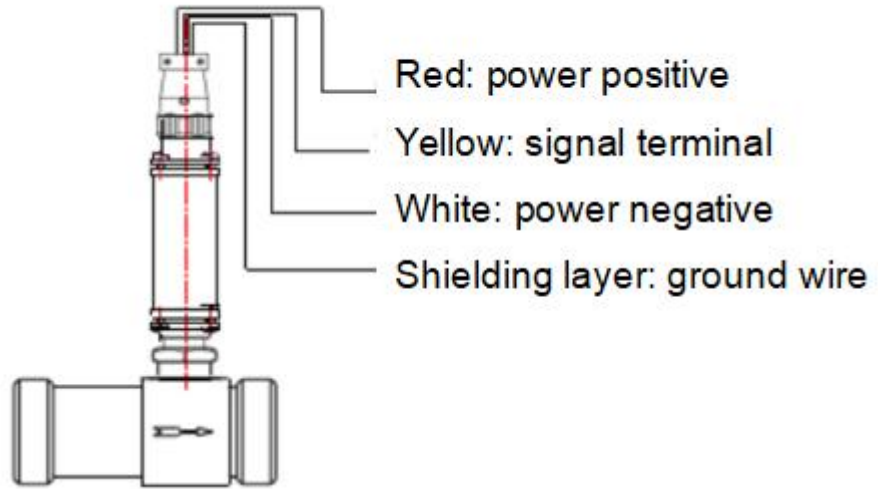 Red: power positive
Yellow: signal terminal
White: power negative
Shielding layer: ground wire